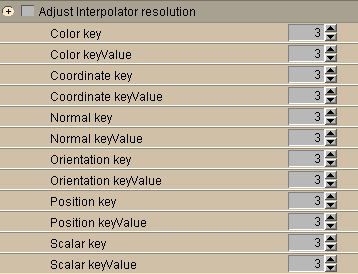 Adjust Interpolator resolution
Color key 3
Color keyValue 3
Coordinate key 3
Coordinate keyValue 3
Normal key 3
Normal keyValue 3
Orientation key 3
Orientation keyValue 3
Position key 3
Position keyValue 3
Scalar key 3
Scalar keyValue 3